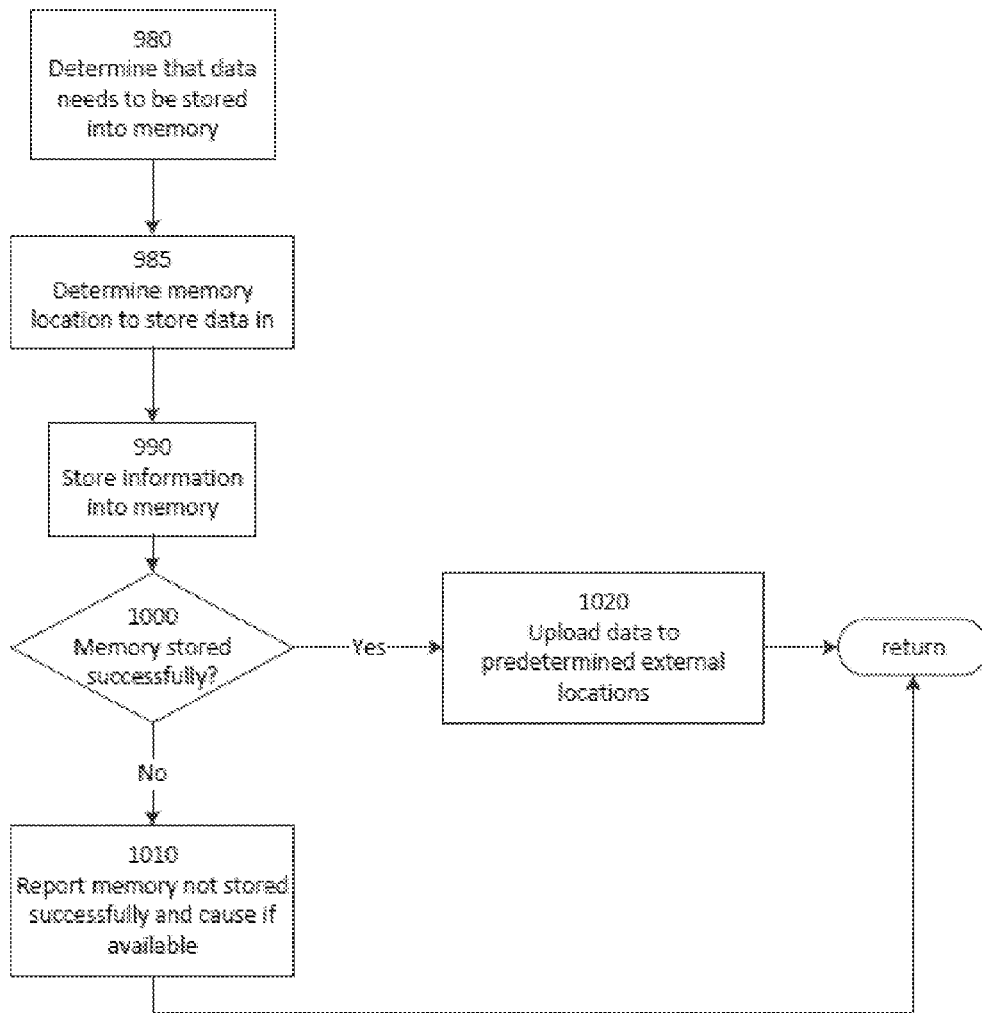 980
Determine that data
needs to be stored
into memory
985
Determine memory
location to store data in
990
Store information
into memory
1000
Memory stored
successfully?
Yes
1020
Upload data to
predetermined external
locations
return
No
1010
Report memory not stored
successfully and cause if
available